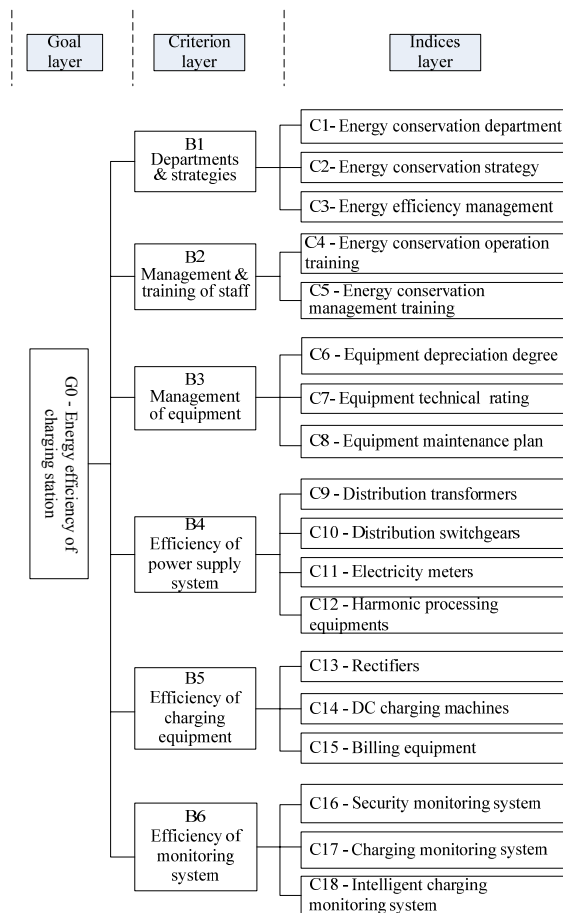 Goal
layer
Criterion
layer
Indices
layer
G0 - Energy efficiency of
charging station
B1
Departments
& strategies
C1- Energy conservation department
C2- Energy conservation strategy
C3- Energy efficiency management
B2
Management &
training of staff
C4 - Energy conservation operation
training
C5 - Energy conservation
management training
B3
Management
of equipment
C6 - Equipment depreciation degree
C7- Equipment technical rating
C8 - Equipment maintenance plan
B4
Efficiency of
power supply
system
C9 - Distribution transformers
C10 - Distribution switchgears
C11 - Electricity meters
C12 - Harmonic processing
equipments
B5
Efficiency of
charging
equipment
C13 - Rectifiers
C14 - DC charging machines
C15 - Billing equipment
B6
Efficiency of
monitoring
system
C16 - Security monitoring system
C17 - Charging monitoring system
C18 - Intelligent charging
monitoring system